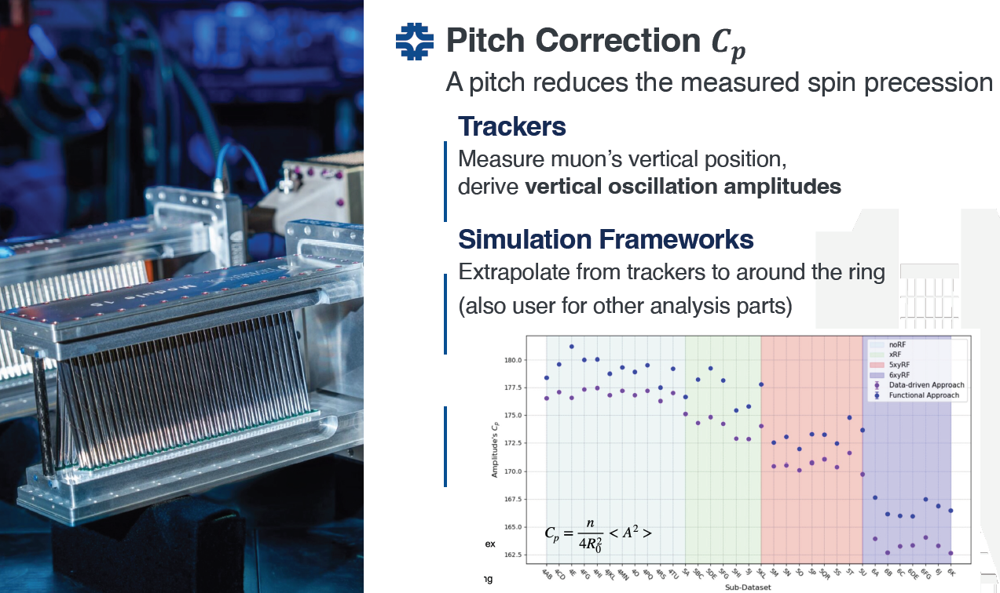 Pitch Correction C_p
A pitch reduces the measured spin precession
Trackers
Measure muon’s vertical position,
derive vertical oscillation amplitudes
Simulation Frameworks
Extrapolate from trackers to around the ring
(also user for other analysis parts)
Module 16
noRF
xRF
5xyRF
6xyRF
Data-driven Approach
Functional Approach
Amplitude's C_p
180.0
177.5
175.0
172.5
170.0
167.5
165.0
162.5
C_p = n / 4R_0^2 < A^2 >
4AB 4CD 4E 4FG 4HI 4JKL 4MN 4O 4PQ 4RS 4TU 5A 5BC 5DE 5FG 5HI 5J 5KL 5M 5N 5O 5P 5QR 5S 5T 5U 6A 6B 6C 6DE 6FG 6J 6K
Sub-Dataset
ex
ng